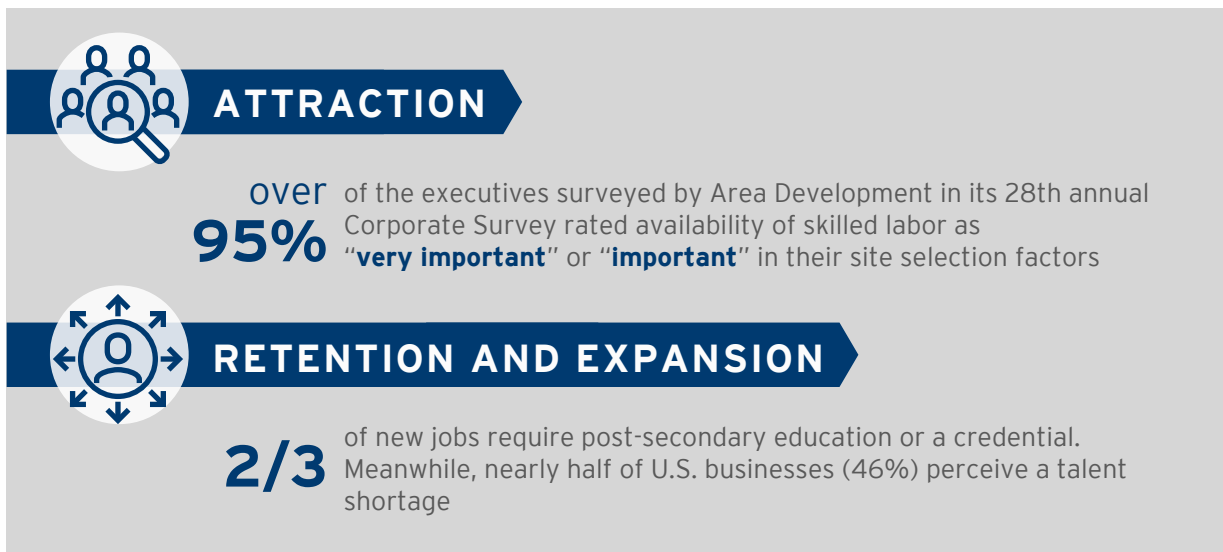 ATTRACTION
over
95%
of the executives surveyed by Area Development in its 28th annual
Corporate Survey rated availability of skilled labor as
“very important” or “important” in their site selection factors
RETENTION AND EXPANSION
2/3
of new jobs require post-secondary education or a credential.
Meanwhile, nearly half of U.S. businesses (46%) perceive a talent
shortage